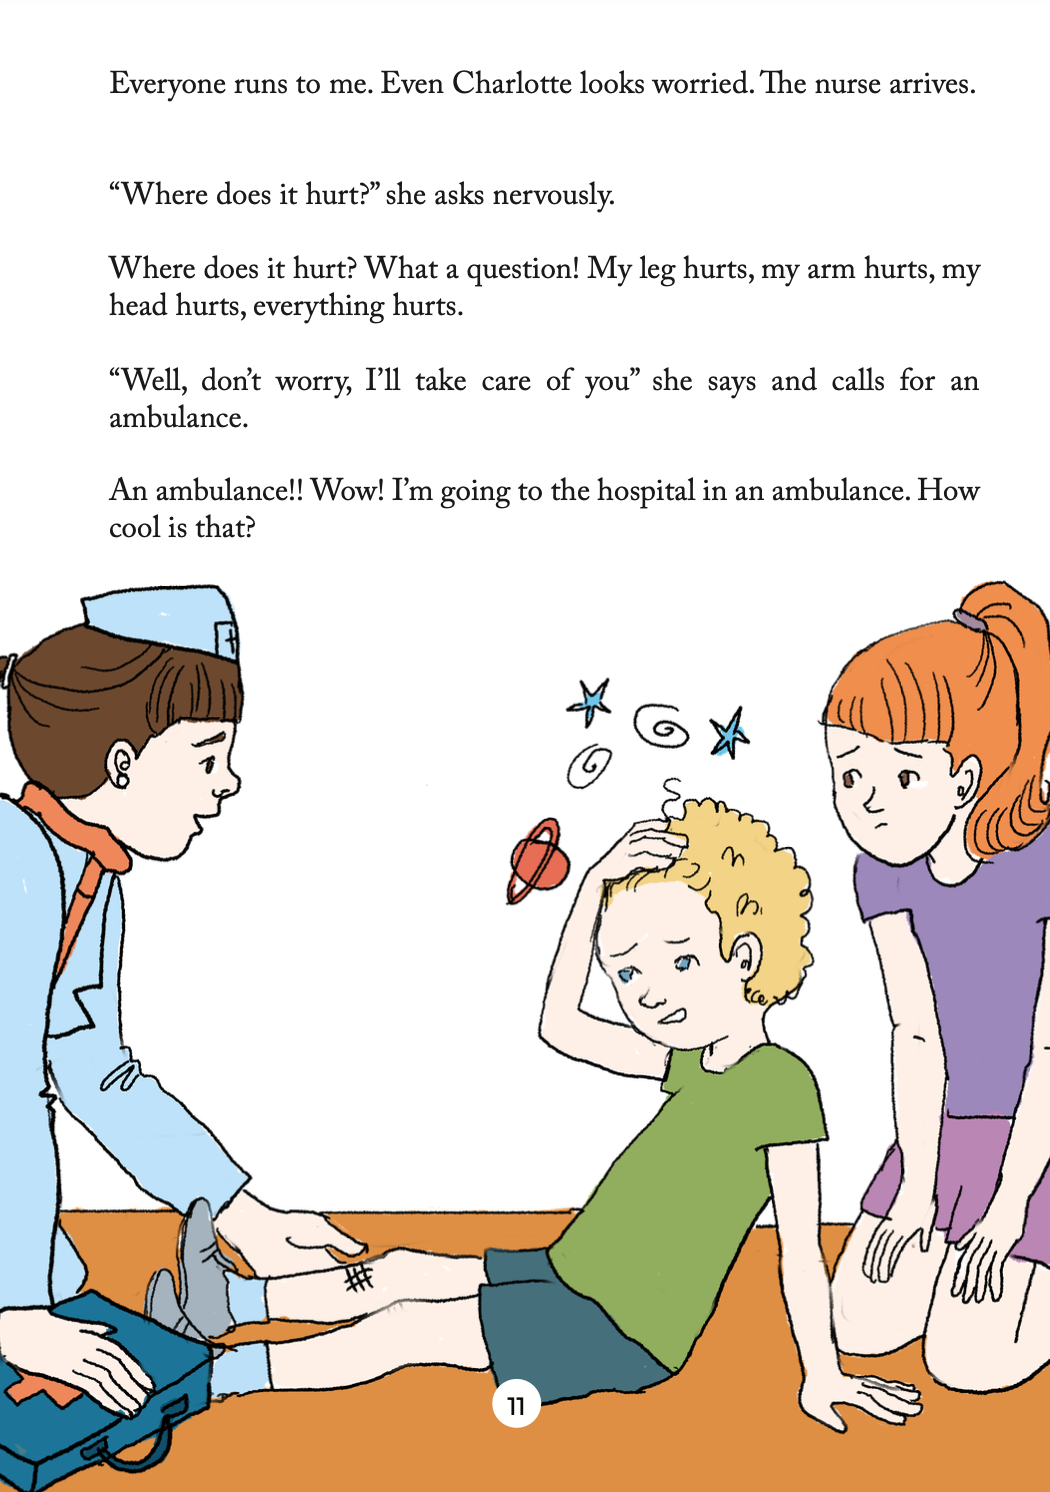 Everyone runs to me. Even Charlotte looks worried. The nurse arrives.
“Where does it hurt?” she asks nervously.
Where does it hurt? What a question! My leg hurts, my arm hurts, my
head hurts, everything hurts.
“Well, don’t worry, I’ll take care of you” she says and calls for an
ambulance.
An ambulance!! Wow! I’m going to the hospital in an ambulance. How
cool is that?
11